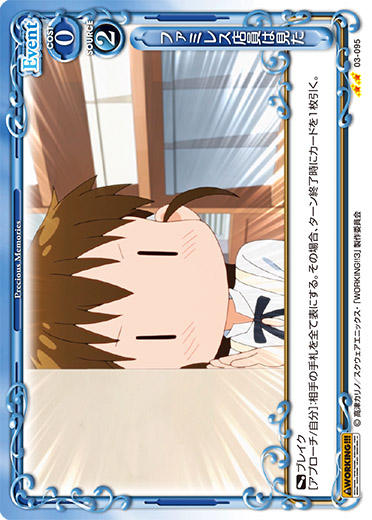 Event
COST
0
SOURCE
2
ファミレス店員は見た
Precious Memories
ブレイク
[アプローチ/自分]:相手の手札を全て表にする。その場合、ターン終了時にカードを1枚引く。
WORKING!!!
© 高津カリノ/スクウェアエニックス・「WORKING!!3」製作委員会
03-095